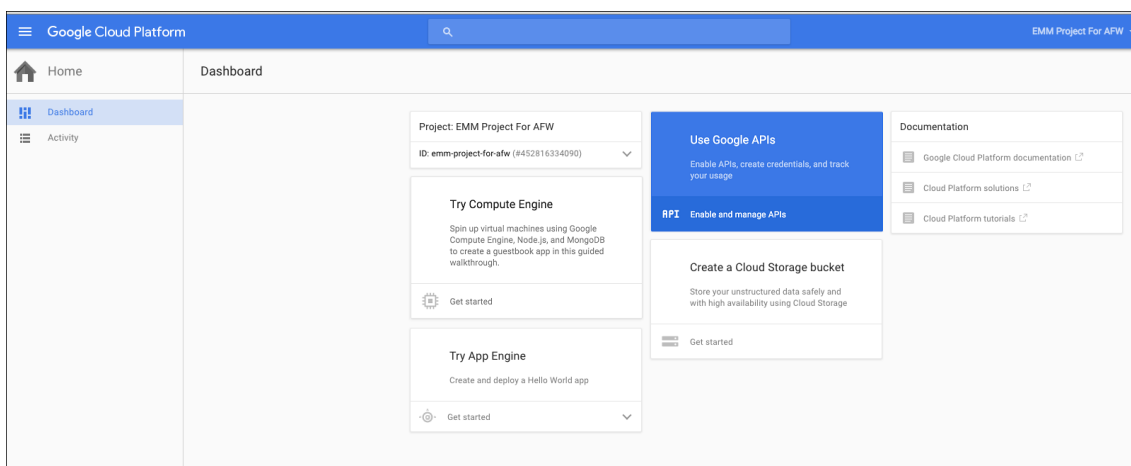 Google Cloud Platform
EMM Project For AFW
Home
Dashboard
Dashboard
Activity
Project: EMM Project For AFW
ID: emm-project-for-afw (#452816334090)
Try Compute Engine
Spin up virtual machines using Google
Compute Engine, Node.js, and MongoDB
to create a guestbook app in this guided
walkthrough.
Get started
Try App Engine
Create and deploy a Hello World app
Get started
Use Google APIs
Enable APIs, create credentials, and track
your usage
API Enable and manage APIs
Create a Cloud Storage bucket
Store your unstructured data safely and
with high availability using Cloud Storage
Get started
Documentation
Google Cloud Platform documentation
Cloud Platform solutions
Cloud Platform tutorials